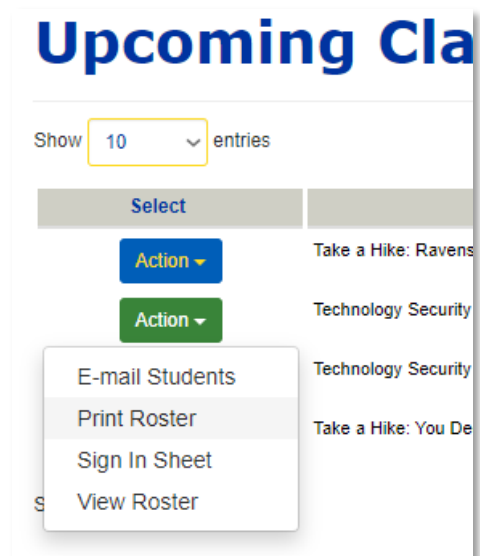 Upcoming Cla
Show 10 entries
Select
Action Take a Hike: Ravens
Action Technology Security
E-mail Students Technology Security
Print Roster Take a Hike: You De
Sign In Sheet
View Roster
S